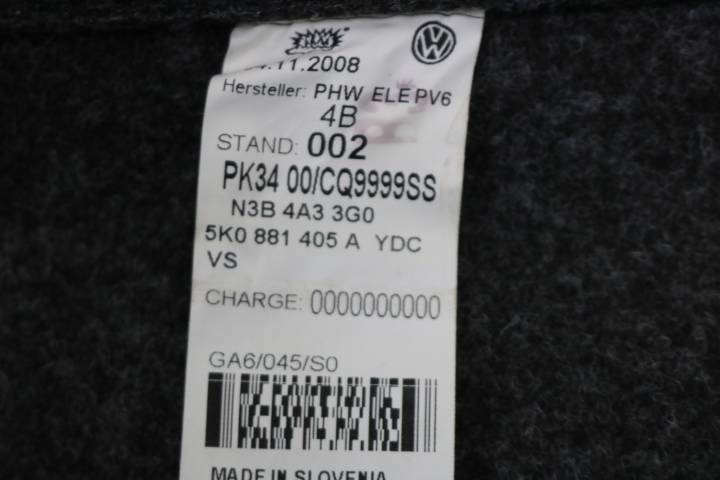 .11.2008
Hersteller: PHW ELE PV6
4B
STAND: 002
PK34 00/CQ9999SS
N3B 4A3 3G0
5K0 881 405 A YDC
VS
CHARGE: 0000000000
GA6/045/S0
MADE IN SLOVENIA